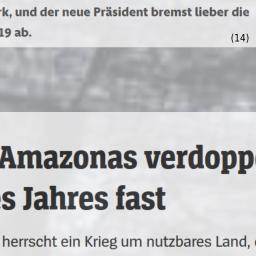 rk, und der neue Präsident bremst lieber die
19 ab.
(14)
Amazonas verdoppe
es Jahres fast
herrscht ein Krieg um nutzbares Land,